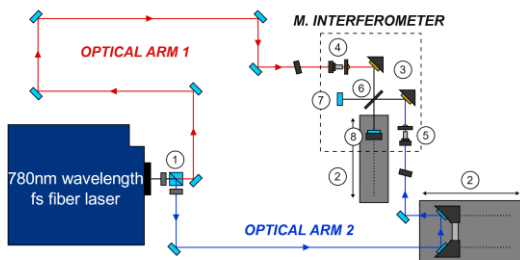 M. INTERFEROMETER
OPTICAL ARM 1
4
3
6
7
8
5
1
2
2
780nm wavelength
fs fiber laser
OPTICAL ARM 2